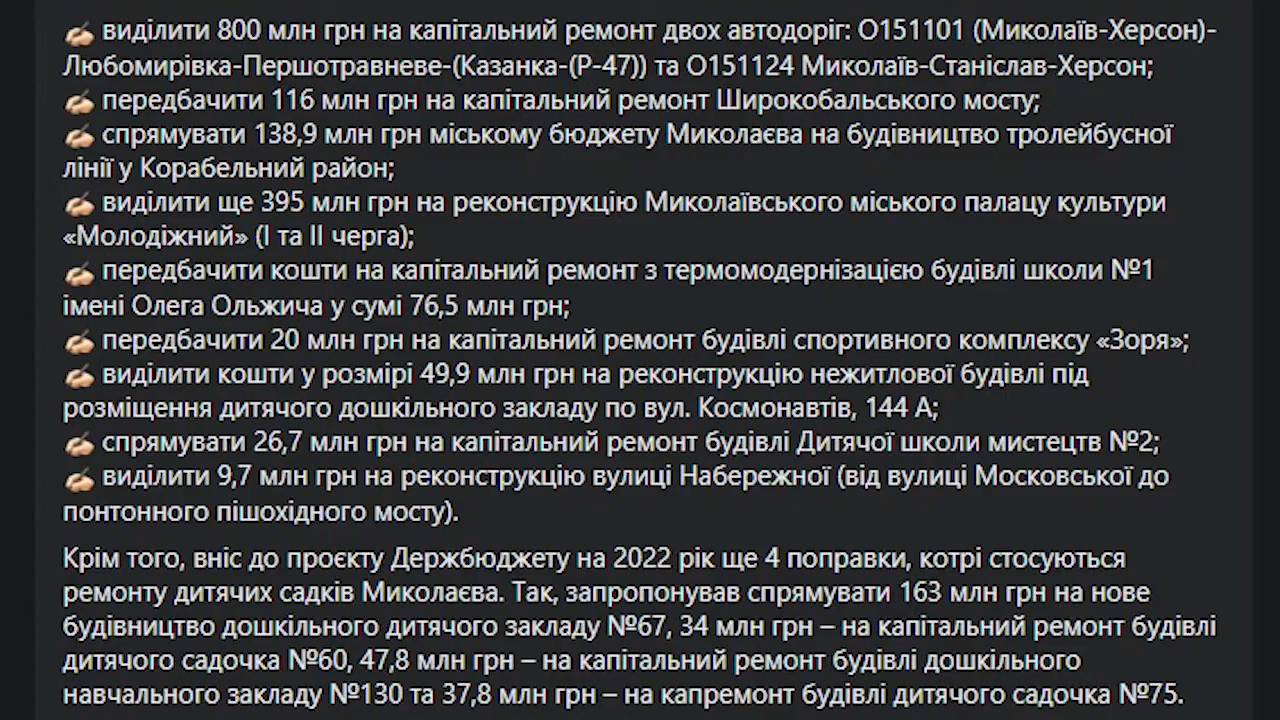 ✍🏻 виділити 800 млн грн на капітальний ремонт двох автодоріг: О151101 (Миколаїв-Херсон)-
Любомирівка-Першотравневе-(Казанка-(Р-47)) та О151124 Миколаїв-Станіслав-Херсон;
✍🏻 передбачити 116 млн грн на капітальний ремонт Широкобальського мосту;
✍🏻 спрямувати 138,9 млн грн міському бюджету Миколаєва на будівництво тролейбусної
лінії у Корабельний район;
✍🏻 виділити ще 395 млн грн на реконструкцію Миколаївського міського палацу культури
«Молодіжний» (І та ІІ черга);
✍🏻 передбачити кошти на капітальний ремонт з термомодернізацією будівлі школи №1
імені Олега Ольжича у сумі 76,5 млн грн;
✍🏻 передбачити 20 млн грн на капітальний ремонт будівлі спортивного комплексу «Зоря»;
✍🏻 виділити кошти у розмірі 49,9 млн грн на реконструкцію нежитлової будівлі під
розміщення дитячого дошкільного закладу по вул. Космонавтів, 144 А;
✍🏻 спрямувати 26,7 млн грн на капітальний ремонт будівлі Дитячої школи мистецтв №2;
✍🏻 виділити 9,7 млн грн на реконструкцію вулиці Набережної (від вулиці Московської до
понтонного пішохідного мосту).
Крім того, вніс до проєкту Держбюджету на 2022 рік ще 4 поправки, котрі стосуються
ремонту дитячих садків Миколаєва. Так, запропонував спрямувати 163 млн грн на нове
будівництво дошкільного дитячого закладу №67, 34 млн грн – на капітальний ремонт будівлі
дитячого садочка №60, 47,8 млн грн – на капітальний ремонт будівлі дошкільного
навчального закладу №130 та 37,8 млн грн – на капремонт будівлі дитячого садочка №75.